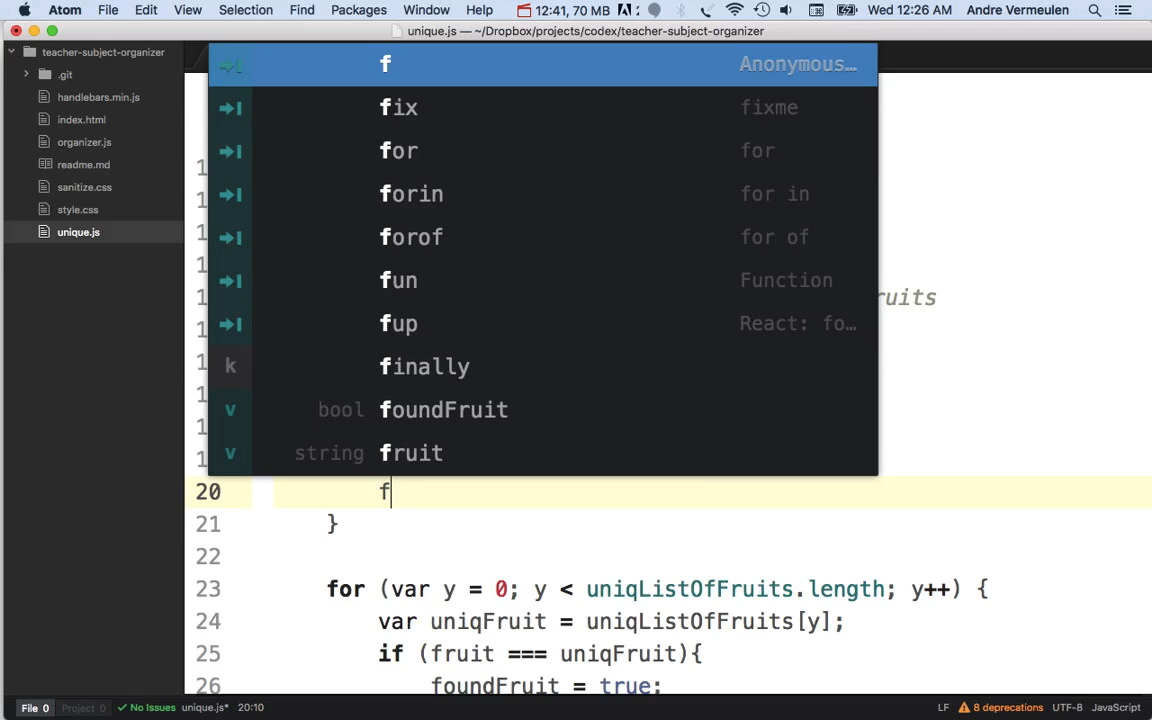 Atom File Edit View Selection Find Packages Window Help 12:41, 70 MB Wed 12:26 AM Andre Vermeulen
unique.js — ~/Dropbox/projects/codex/teacher-subject-organizer
teacher-subject-organizer
.git
handlebars.min.js
index.html
organizer.js
readme.md
sanitize.css
style.css
unique.js
f Anonymous…
fix fixme
for for
forin for in
forof for of
fun Function
fup React: fo…
k finally
v bool foundFruit
v string fruit
ruits
20 f
21 }
22
23 for (var y = 0; y < uniqListOfFruits.length; y++) {
24 var uniqFruit = uniqListOfFruits[y];
25 if (fruit === uniqFruit){
26 foundFruit = true;
File 0 Project 0 No Issues unique.js* 20:10 LF 8 deprecations UTF-8 JavaScript